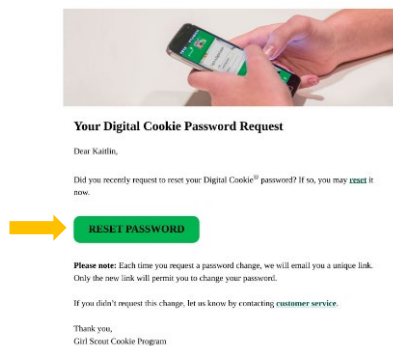 Your Digital Cookie Password Request
Dear Kaitlin,
Did you recently request to reset your Digital Cookie® password? If so, you may reset it
now.
RESET PASSWORD
Please note: Each time you request a password change, we will email you a unique link.
Only the new link will permit you to change your password.
If you didn't request this change, let us know by contacting customer service.
Thank you,
Girl Scout Cookie Program